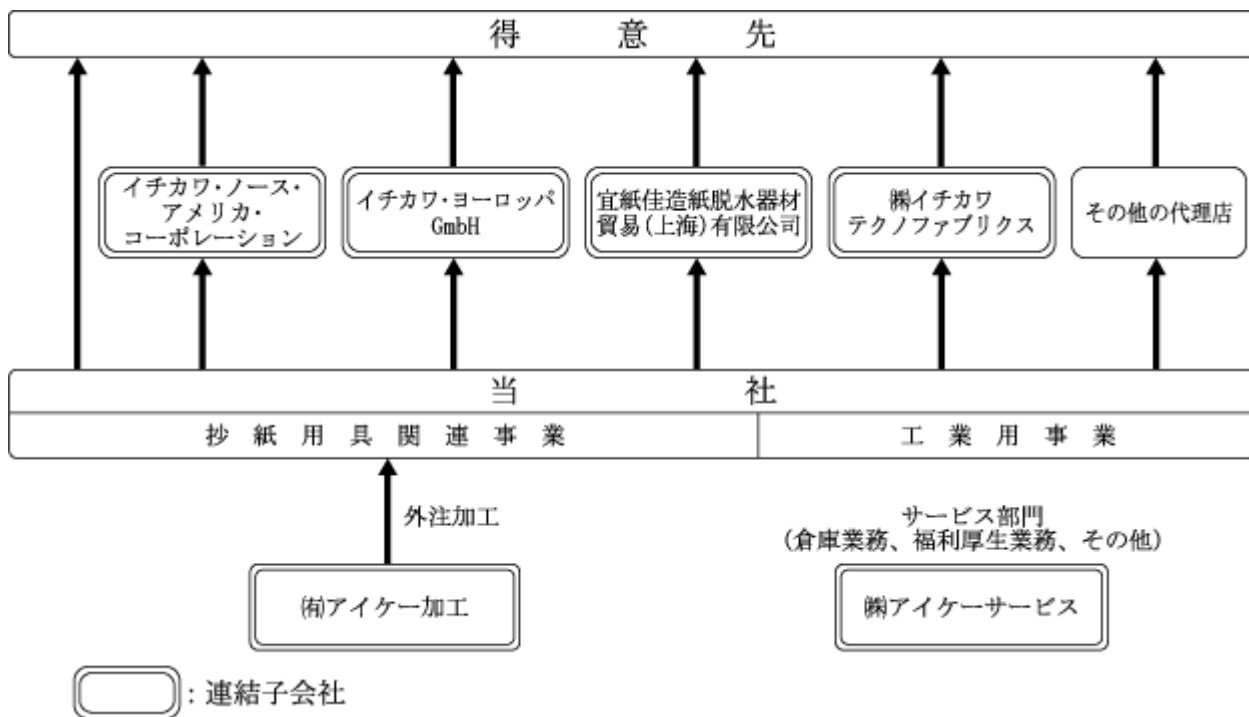 得意先
イチカワ・ノース・
アメリカ・
コーポレーション
イチカワ・ヨーロッパ
GmbH
宜紙佳造紙脱水器材
貿易(上海)有限公司
㈱イチカワ
テクノファブリクス
その他の代理店
当社
抄紙用具関連事業
工業用事業
外注加工
サービス部門
(倉庫業務、福利厚生業務、その他)
㈲アイケー加工
㈱アイケーサービス
：連結子会社